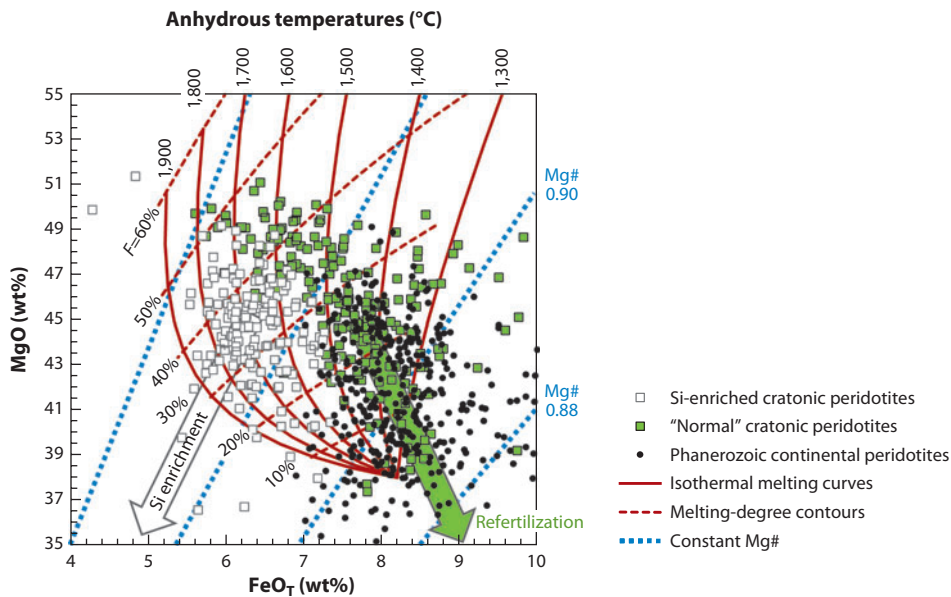 Anhydrous temperatures (°C)
1,900
1,800
1,700
1,600
1,500
1,400
1,300
55
53
51
49
47
45
43
41
39
37
35
MgO (wt%)
Mg#
0.90
Mg#
0.88
F=60%
50%
40%
30%
20%
10%
Si enrichment
Refertilization
4
5
6
7
8
9
10
FeOT (wt%)
Si-enriched cratonic peridotites
“Normal” cratonic peridotites
Phanerozoic continental peridotites
Isothermal melting curves
Melting-degree contours
Constant Mg#